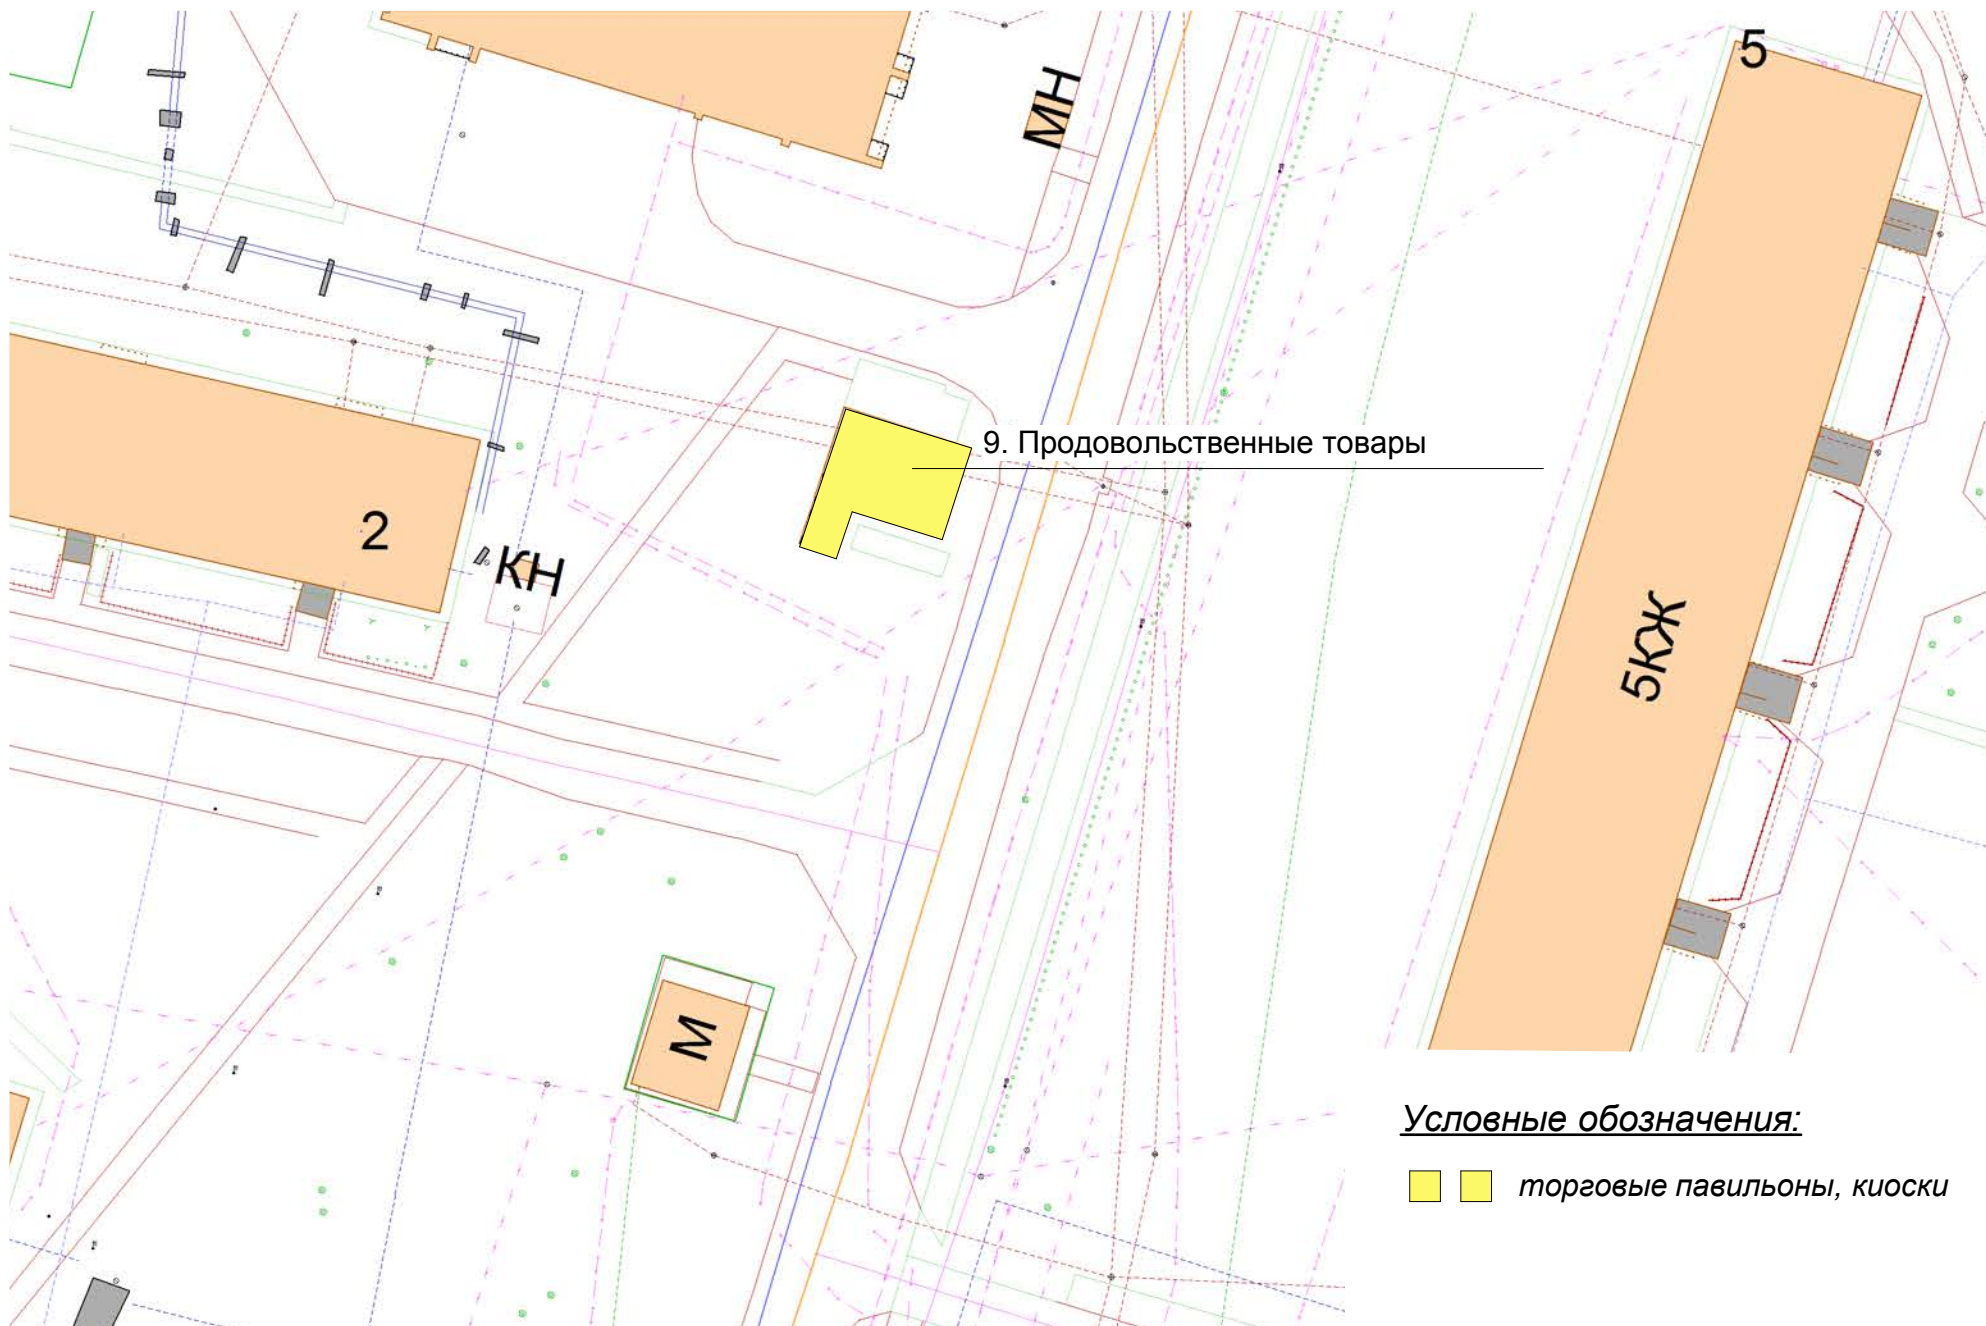 5
МН
9. Продовольственные товары
2
КН
5КЖ
М
Условные обозначения:
торговые павильоны, киоски